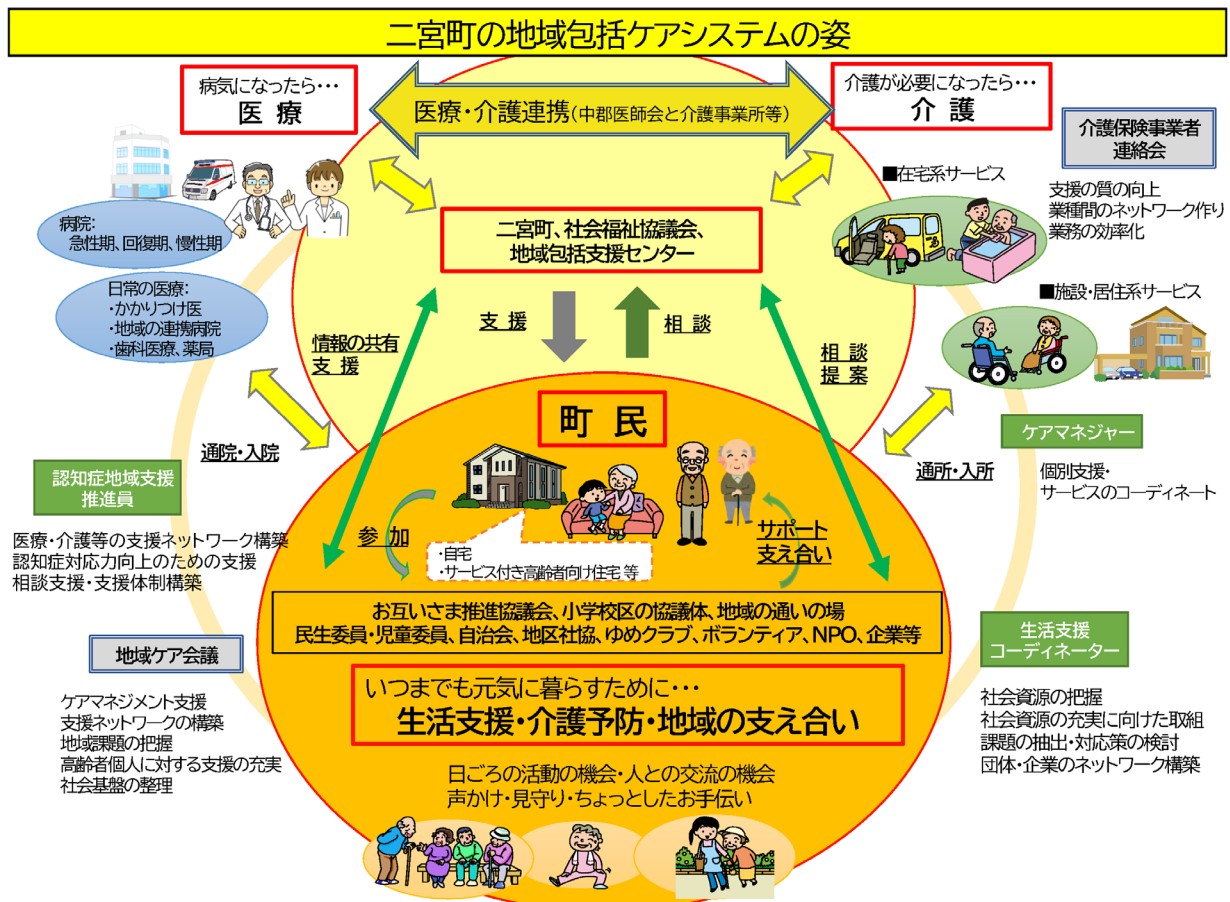 二宮町の地域包括ケアシステムの姿
病気になったら…
医 療
医療・介護連携(中郡医師会と介護事業所等)
介護が必要になったら…
介 護
介護保険事業者
連絡会
支援の質の向上
業種間のネットワーク作り
業務の効率化
■在宅系サービス
■施設・居住系サービス
病院:
急性期、回復期、慢性期
日常の医療:
・かかりつけ医
・地域の連携病院
・歯科医療、薬局
二宮町、社会福祉協議会、
地域包括支援センター
支 援
相 談
情報の共有
支 援
相 談
提 案
通院・入院
通所・入所
町 民
認知症地域支援
推進員
医療・介護等の支援ネットワーク構築
認知症対応力向上のための支援
相談支援・支援体制構築
ケアマネジャー
個別支援・
サービスのコーディネート
参 加
・自宅
・サービス付き高齢者向け住宅 等
サポート
支え合い
お互いさま推進協議会、小学校区の協議体、地域の通いの場
民生委員・児童委員、自治会、地区社協、ゆめクラブ、ボランティア、NPO、企業等
地域ケア会議
ケアマネジメント支援
支援ネットワークの構築
地域課題の把握
高齢者個人に対する支援の充実
社会基盤の整理
生活支援
コーディネーター
社会資源の把握
社会資源の充実に向けた取組
課題の抽出・対応策の検討
団体・企業のネットワーク構築
いつまでも元気に暮らすために…
生活支援・介護予防・地域の支え合い
日ごろの活動の機会・人との交流の機会
声かけ・見守り・ちょっとしたお手伝い